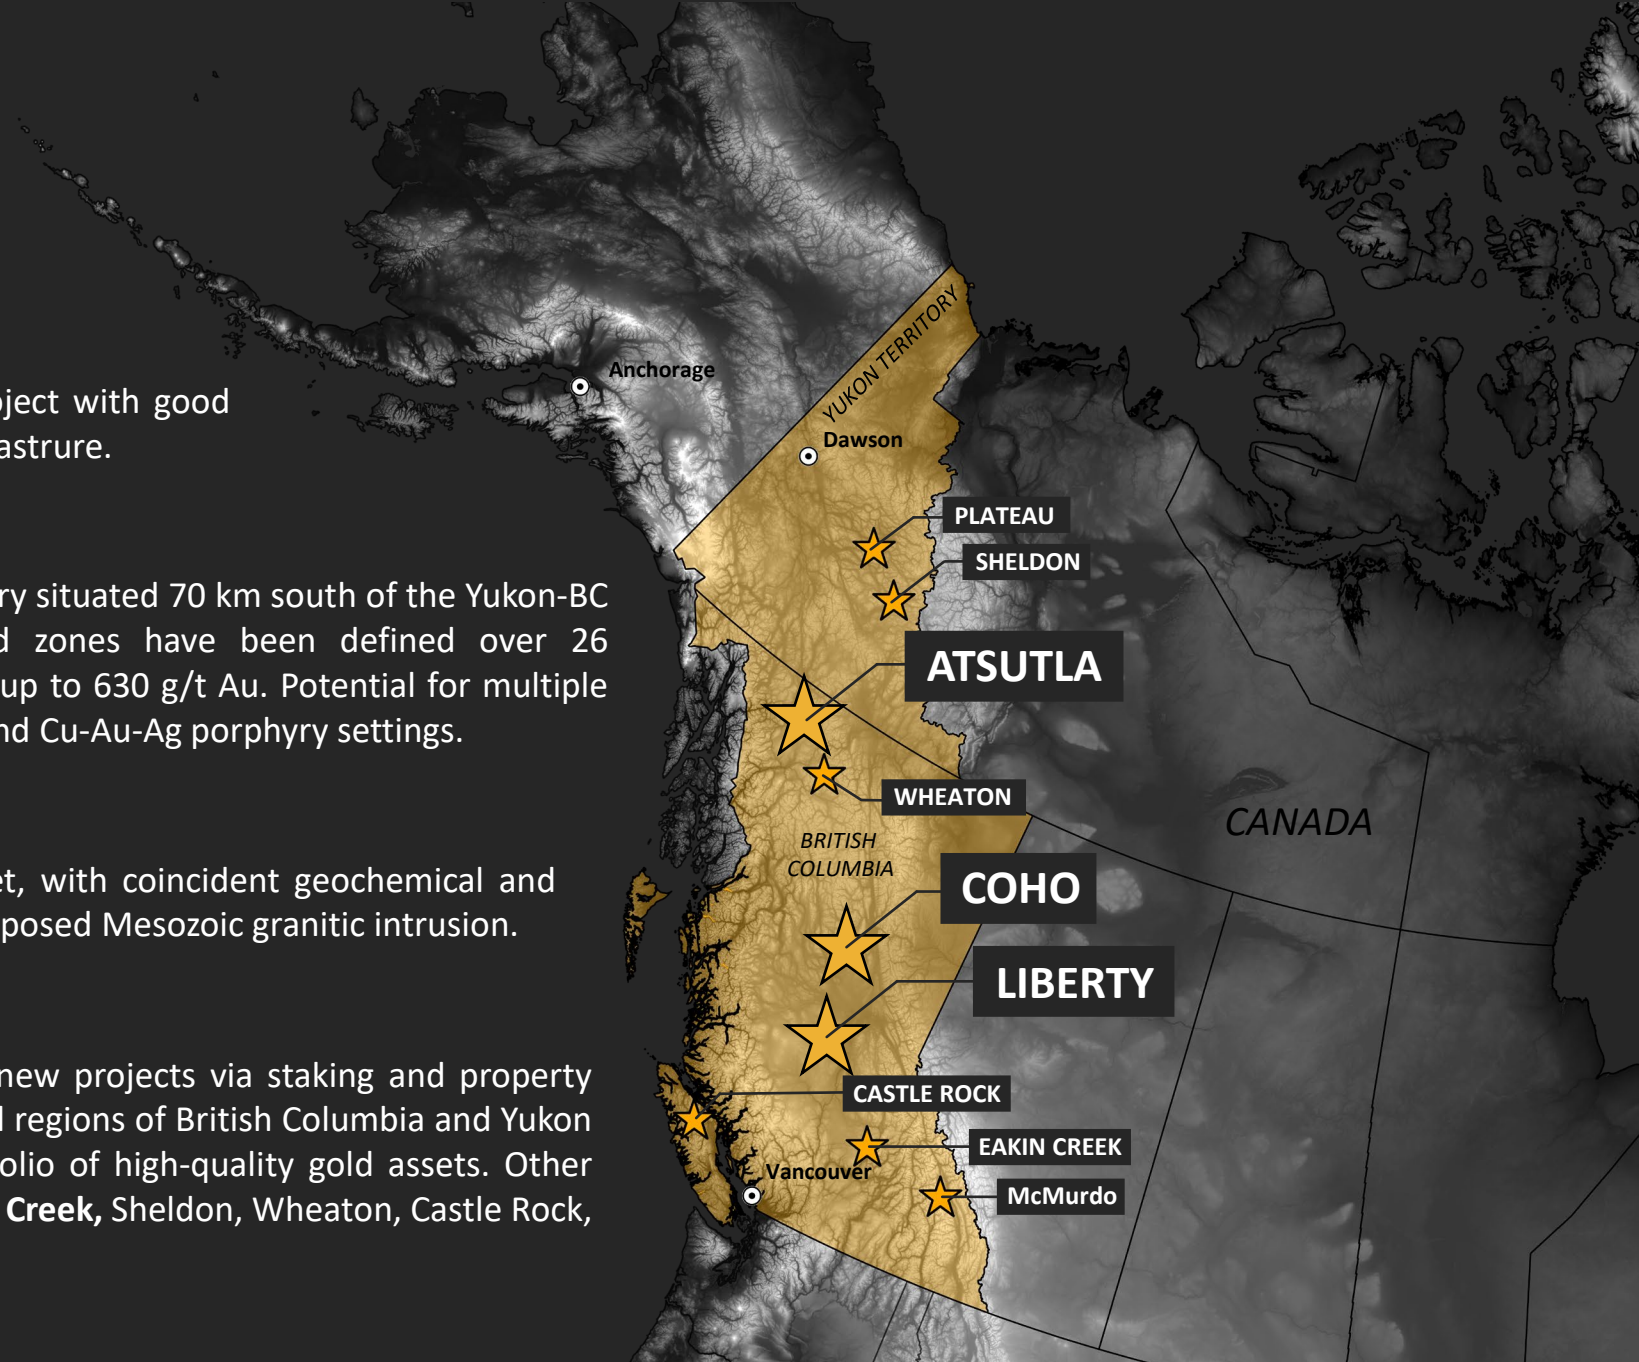 Anchorage
YUKON TERRITORY
Dawson
PLATEAU
SHELDON
ATSUTLA
WHEATON
BRITISH
COLUMBIA
CANADA
COHO
LIBERTY
CASTLE ROCK
EAKIN CREEK
McMurdo
Vancouver
oject with good
astrure.
ry situated 70 km south of the Yukon-BC
d zones have been defined over 26
up to 630 g/t Au. Potential for multiple
nd Cu-Au-Ag porphyry settings.
et, with coincident geochemical and
posed Mesozoic granitic intrusion.
new projects via staking and property
d regions of British Columbia and Yukon
folio of high-quality gold assets. Other
Creek, Sheldon, Wheaton, Castle Rock,